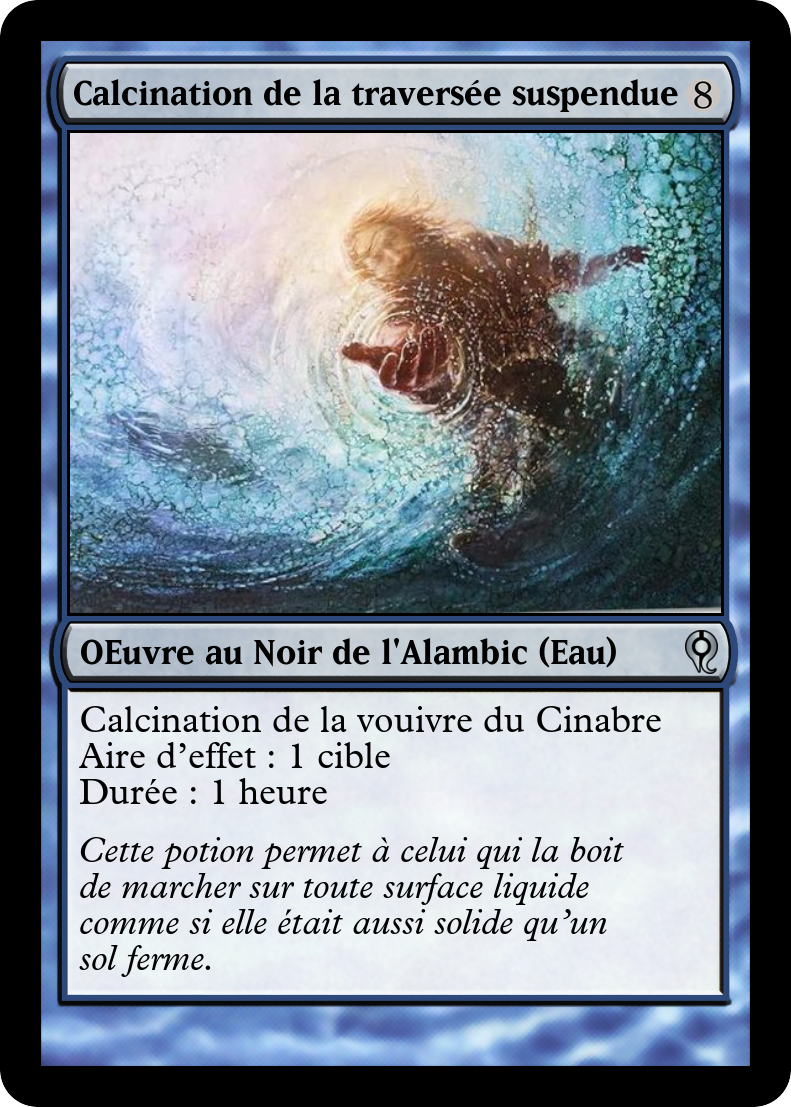 Calcination de la traversée suspendue 8
OEuvre au Noir de l'Alambic (Eau)
Calcination de la vouivre du Cinabre
Aire d’effet : 1 cible
Durée : 1 heure
Cette potion permet à celui qui la boit
de marcher sur toute surface liquide
comme si elle était aussi solide qu’un
sol ferme.